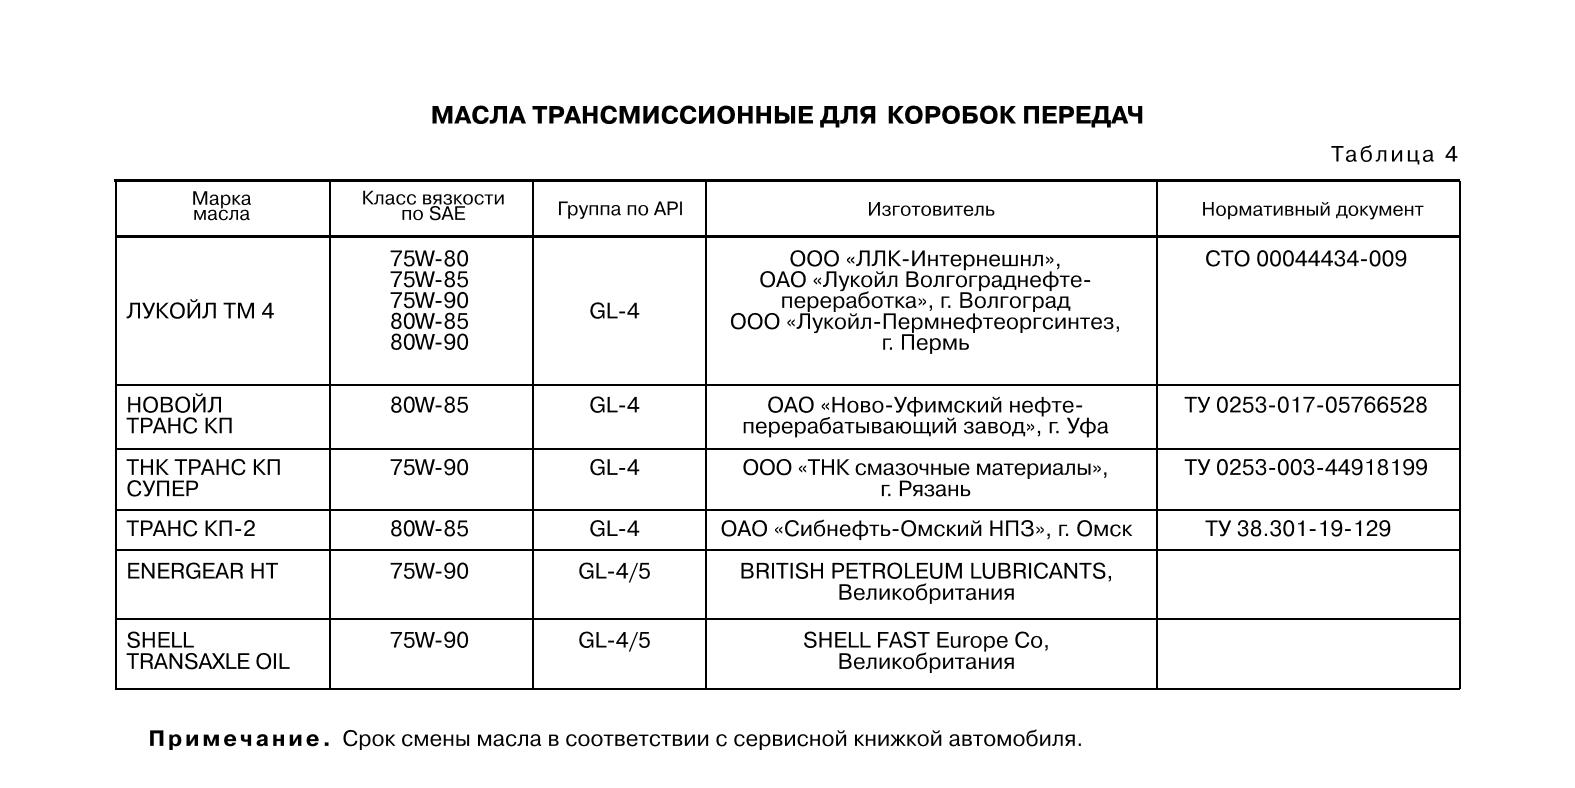 МАСЛА ТРАНСМИССИОННЫЕ ДЛЯ КОРОБОК ПЕРЕДАЧ
Таблица 4
Марка
масла
Класс вязкости
по SAE
Группа по API
Изготовитель
Нормативный документ
ЛУКОЙЛ ТМ 4
75W-80
75W-85
75W-90
80W-85
80W-90
GL-4
ООО «ЛЛК-Интернешнл»,
ОАО «Лукойл Волгограднефте-
переработка», г. Волгоград
ООО «Лукойл-Пермнефтеоргсинтез,
г. Пермь
СТО 00044434-009
НОВОЙЛ
ТРАНС КП
80W-85
GL-4
ОАО «Ново-Уфимский нефте-
перерабатывающий завод», г. Уфа
ТУ 0253-017-05766528
ТНК ТРАНС КП
СУПЕР
75W-90
GL-4
ООО «ТНК смазочные материалы»,
г. Рязань
ТУ 0253-003-44918199
ТРАНС КП-2
80W-85
GL-4
ОАО «Сибнефть-Омский НПЗ», г. Омск
ТУ 38.301-19-129
ENERGEAR HT
75W-90
GL-4/5
BRITISH PETROLEUM LUBRICANTS,
Великобритания
SHELL
TRANSAXLE OIL
75W-90
GL-4/5
SHELL FAST Europe Co,
Великобритания
Примечание. Срок смены масла в соответствии с сервисной книжкой автомобиля.